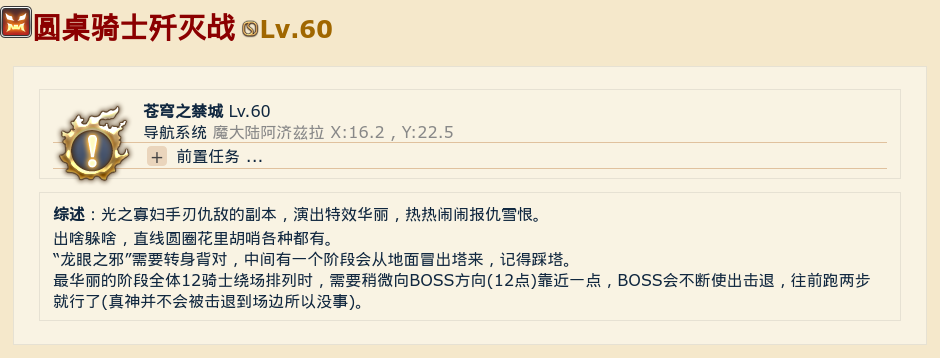 圆桌骑士歼灭战 Lv.60
苍穹之禁城 Lv.60
导航系统 魔大陆阿济兹拉 X:16.2 , Y:22.5
+ 前置任务 ...
综述：光之寡妇手刃仇敌的副本，演出特效华丽，热热闹闹报仇雪恨。
出啥躲啥，直线圆圈花里胡哨各种都有。
“龙眼之邪”需要转身背对，中间有一个阶段会从地面冒出塔来，记得踩塔。
最华丽的阶段全体12骑士绕场排列时，需要稍微向BOSS方向(12点)靠近一点，BOSS会不断使出击退，往前跑两步
就行了(真神并不会被击退到场边所以没事)。